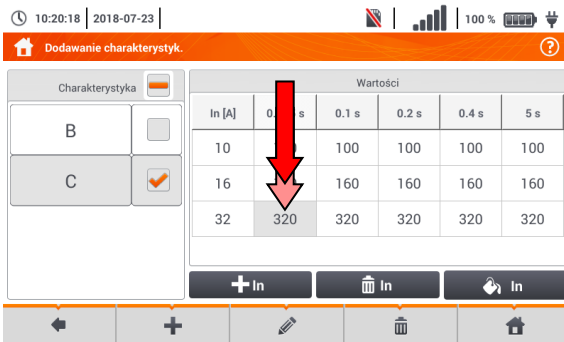 10:20:18 2018-07-23 100 %
Dodawanie charakterystyk. ?
Charakterystyka Wartości
In [A] 0.1 s 0.2 s 0.4 s 5 s
B
10 100 100 100 100
C
16 160 160 160 160
32 320 320 320 320 320
In In In